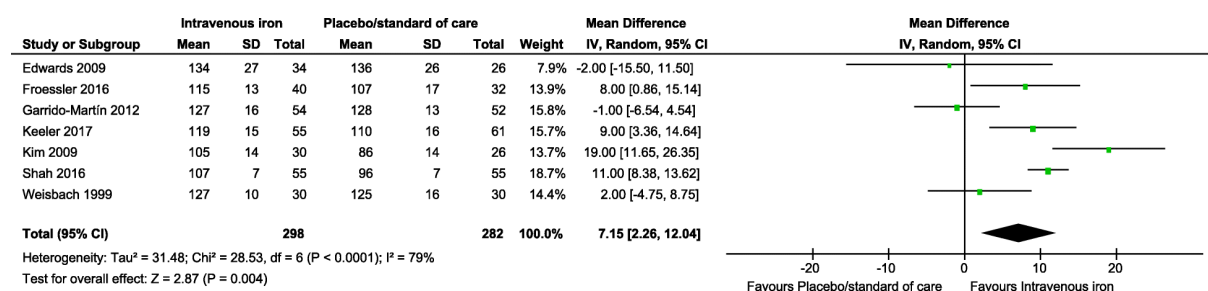 Intravenous iron Placebo/standard of care Mean Difference Mean Difference
Study or Subgroup Mean SD Total Mean SD Total Weight IV, Random, 95% CI IV, Random, 95% CI
Edwards 2009 134 27 34 136 26 26 7.9% -2.00 [-15.50, 11.50]
Froessler 2016 115 13 40 107 17 32 13.9% 8.00 [0.86, 15.14]
Garrido-Martín 2012 127 16 54 128 13 52 15.8% -1.00 [-6.54, 4.54]
Keeler 2017 119 15 55 110 16 61 15.7% 9.00 [3.36, 14.64]
Kim 2009 105 14 30 86 14 26 13.7% 19.00 [11.65, 26.35]
Shah 2016 107 7 55 96 7 55 18.7% 11.00 [8.38, 13.62]
Weisbach 1999 127 10 30 125 16 30 14.4% 2.00 [-4.75, 8.75]
Total (95% CI) 298 282 100.0% 7.15 [2.26, 12.04]
Heterogeneity: Tau² = 31.48; Chi² = 28.53, df = 6 (P < 0.0001); I² = 79%
Test for overall effect: Z = 2.87 (P = 0.004)
-20 -10 0 10 20
Favours Placebo/standard of care Favours Intravenous iron